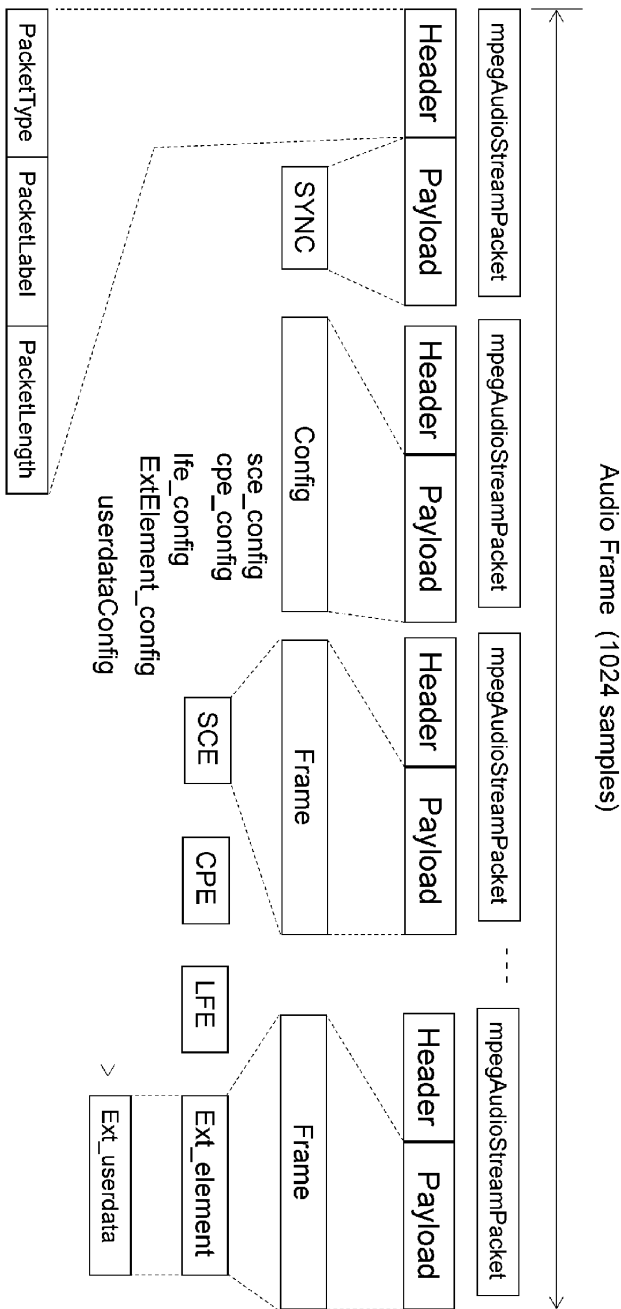 Audio Frame (1024 samples)
mpegAudioStreamPacket
mpegAudioStreamPacket
mpegAudioStreamPacket
mpegAudioStreamPacket
Header
Payload
Header
Payload
Header
Payload
Header
Payload
SYNC
Config
Frame
Frame
sce_config
cpe_config
lfe_config
ExtElement_config
userdataConfig
SCE
CPE
LFE
Ext_element
Ext_userdata
PacketType
PacketLabel
PacketLength